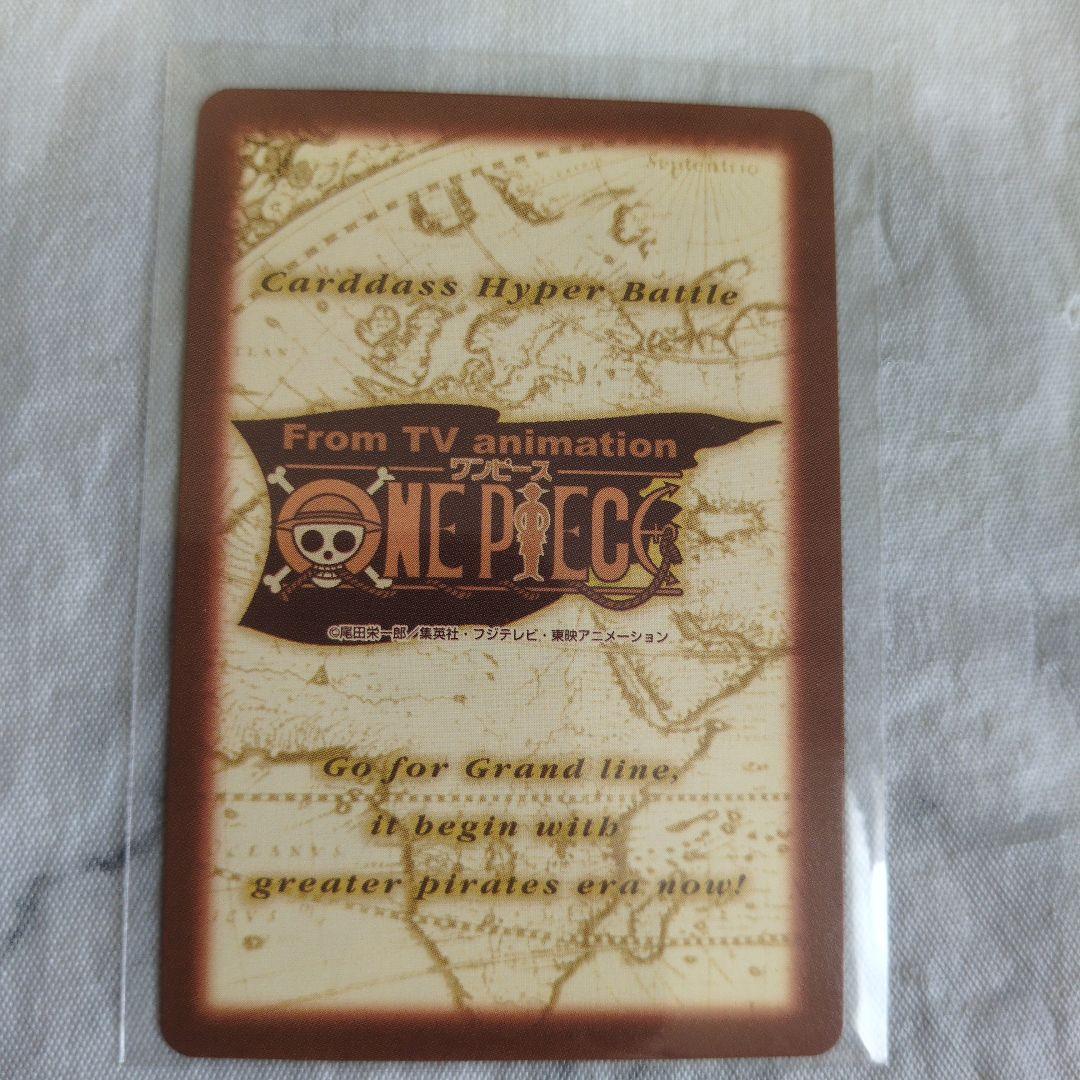 Septentrio
Carddass Hyper Battle
From TV animation
ワンピース
ONE PIECE
©尾田栄一郎／集英社・フジテレビ・東映アニメーション
Go for Grand line,
it begin with
greater pirates era now!